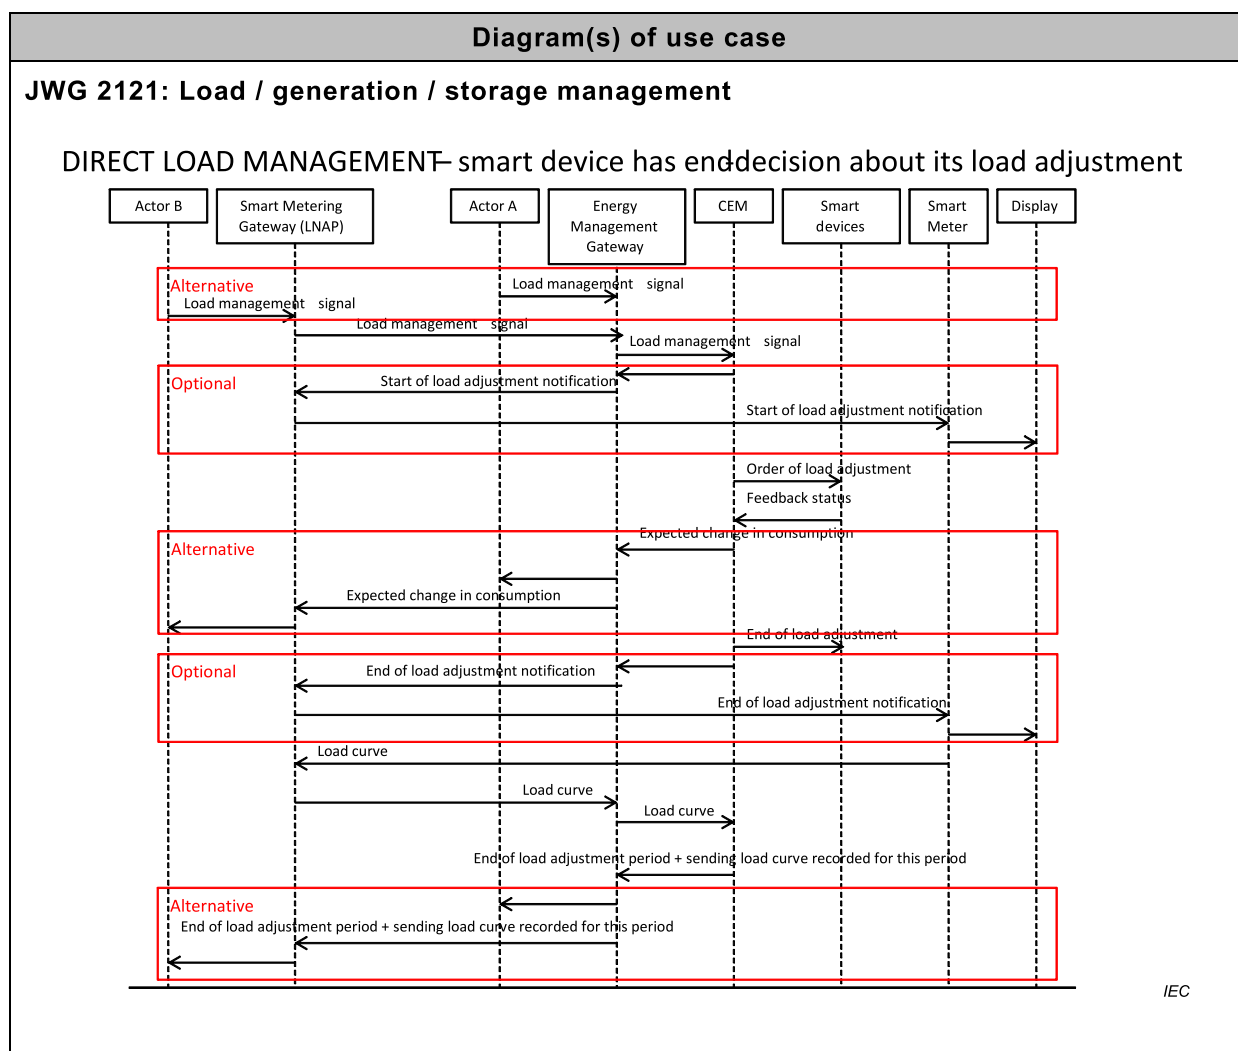 Diagram(s) of use case
JWG 2121: Load / generation / storage management
DIRECT LOAD MANAGEMENT – smart device has end-decision about its load adjustment
Actor B
Smart Metering
Gateway (LNAP)
Actor A
Energy
Management
Gateway
CEM
Smart
devices
Smart
Meter
Display
Alternative
Load management signal
Load management signal
Load management signal
Load management signal
Optional
Start of load adjustment notification
Start of load adjustment notification
Order of load adjustment
Feedback status
Expected change in consumption
Alternative
Expected change in consumption
End of load adjustment
Optional
End of load adjustment notification
End of load adjustment notification
Load curve
Load curve
Load curve
End of load adjustment period + sending load curve recorded for this period
Alternative
End of load adjustment period + sending load curve recorded for this period
IEC